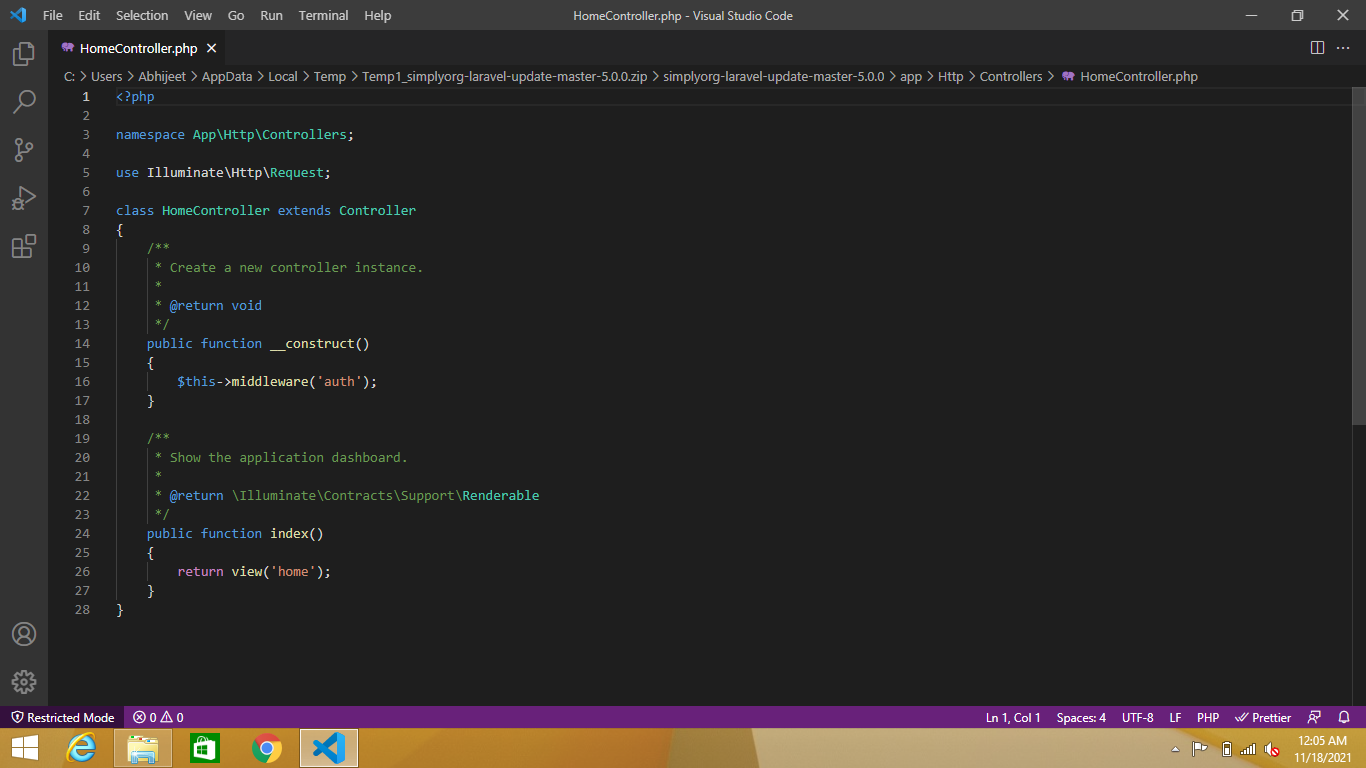 File Edit Selection View Go Run Terminal Help HomeController.php - Visual Studio Code
HomeController.php
C: > Users > Abhijeet > AppData > Local > Temp > Temp1_simplyorg-laravel-update-master-5.0.0.zip > simplyorg-laravel-update-master-5.0.0 > app > Http > Controllers > HomeController.php
1 <?php
2
3 namespace App\Http\Controllers;
4
5 use Illuminate\Http\Request;
6
7 class HomeController extends Controller
8 {
9     /**
10      * Create a new controller instance.
11      *
12      * @return void
13      */
14     public function __construct()
15     {
16         $this->middleware('auth');
17     }
18
19     /**
20      * Show the application dashboard.
21      *
22      * @return \Illuminate\Contracts\Support\Renderable
23      */
24     public function index()
25     {
26         return view('home');
27     }
28 }
Restricted Mode 0 0 Ln 1, Col 1 Spaces: 4 UTF-8 LF PHP Prettier
12:05 AM
11/18/2021